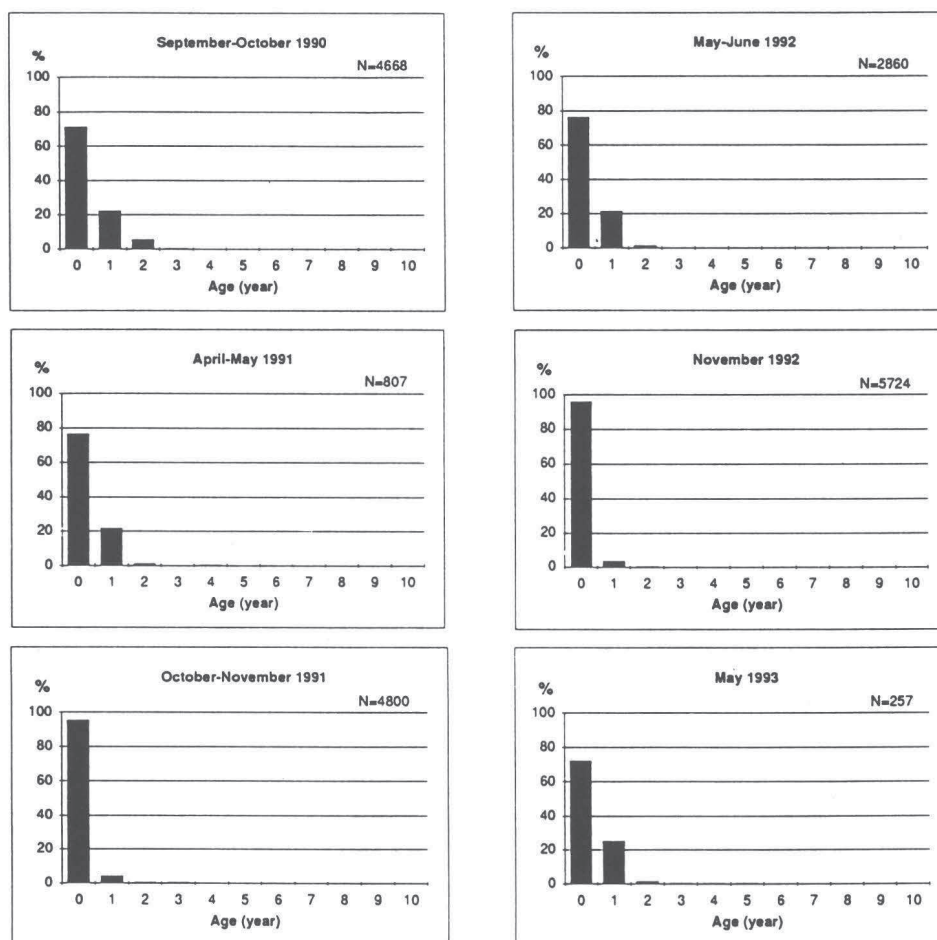 September-October 1990
%
N=4668
100
80
60
40
20
0
0 1 2 3 4 5 6 7 8 9 10
Age (year)
May-June 1992
%
N=2860
100
80
60
40
20
0
0 1 2 3 4 5 6 7 8 9 10
Age (year)
April-May 1991
%
N=807
100
80
60
40
20
0
0 1 2 3 4 5 6 7 8 9 10
Age (year)
November 1992
%
N=5724
100
80
60
40
20
0
0 1 2 3 4 5 6 7 8 9 10
Age (year)
October-November 1991
%
N=4800
100
80
60
40
20
0
0 1 2 3 4 5 6 7 8 9 10
Age (year)
May 1993
%
N=257
100
80
60
40
20
0
0 1 2 3 4 5 6 7 8 9 10
Age (year)